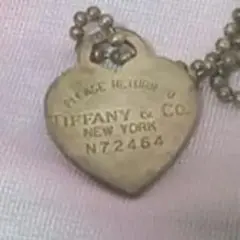 PLEASE RETURN TO
TIFFANY & CO.
NEW YORK
N72464